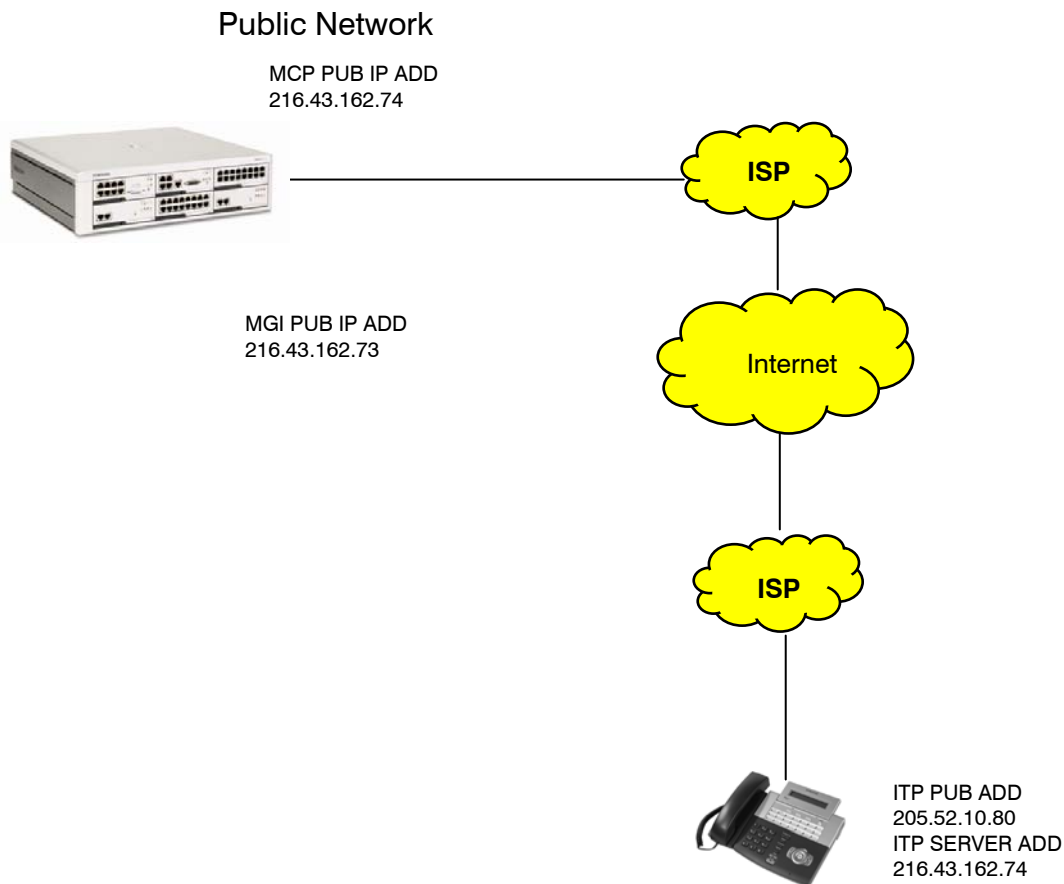 Public Network
MCP PUB IP ADD
216.43.162.74
ISP
MGI PUB IP ADD
216.43.162.73
Internet
ISP
ITP PUB ADD
205.52.10.80
ITP SERVER ADD
216.43.162.74